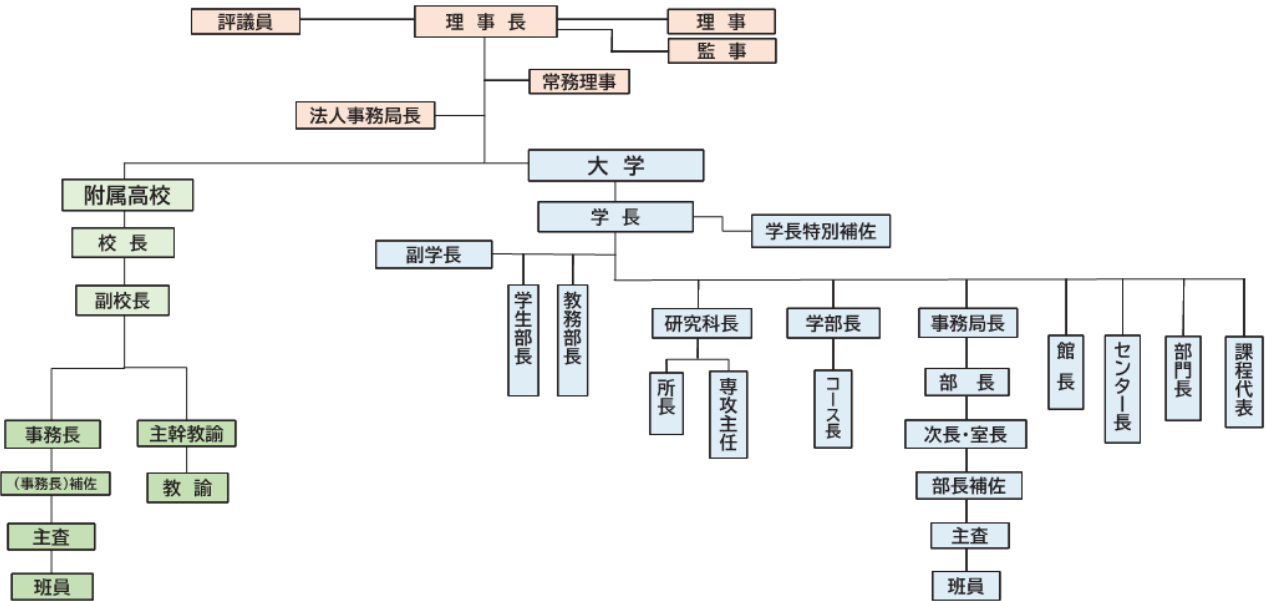 評議員
理事長
理事
監事
常務理事
法人事務局長
大学
附属高校
学長
学長特別補佐
校長
副学長
副校長
学生部長
教務部長
研究科長
学部長
事務局長
館長
センター長
部門長
課程代表
所長
専攻主任
コース長
部長
次長・室長
部長補佐
主査
班員
事務長
主幹教諭
(事務長)補佐
教諭
主査
班員